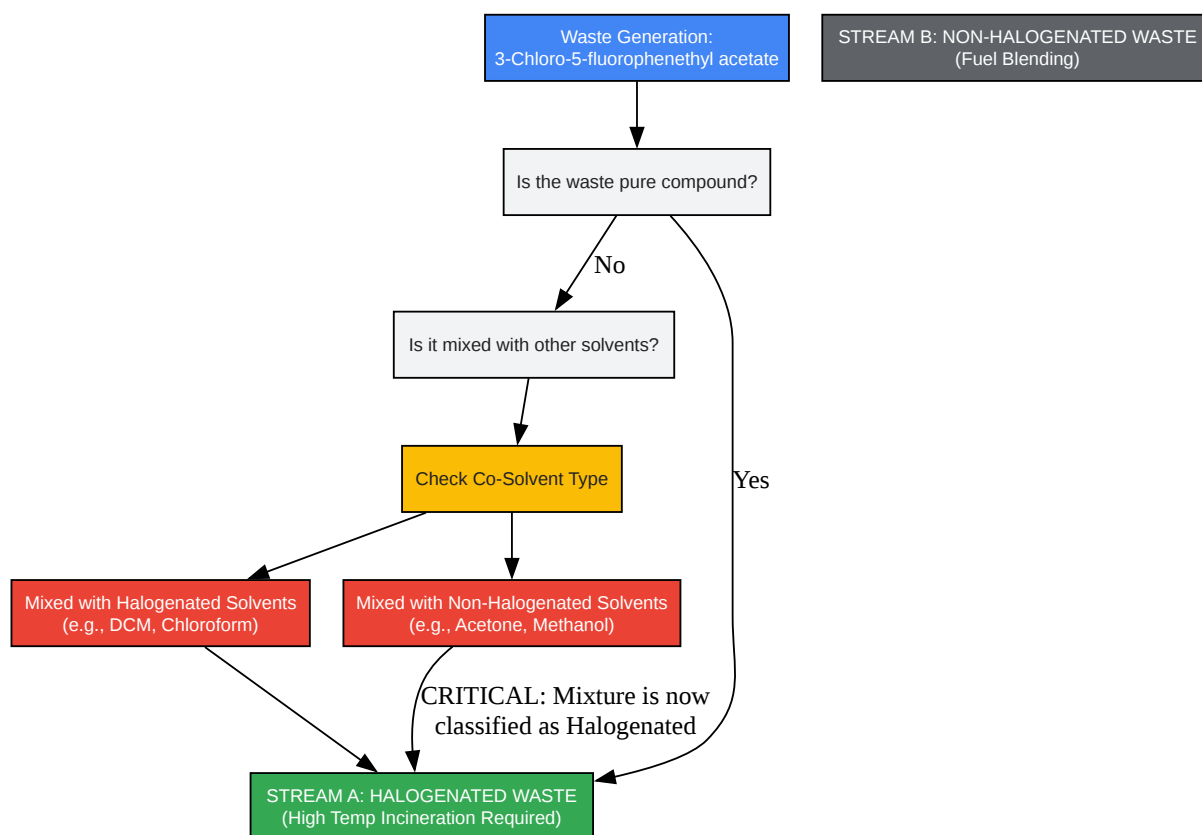 Waste Generation:
3-Chloro-5-fluorophenethyl acetate
STREAM B: NON-HALOGENATED WASTE
(Fuel Blending)
Is the waste pure compound?
No
Is it mixed with other solvents?
Check Co-Solvent Type
Yes
Mixed with Halogenated Solvents
(e.g., DCM, Chloroform)
Mixed with Non-Halogenated Solvents
(e.g., Acetone, Methanol)
CRITICAL: Mixture is now
classified as Halogenated
STREAM A: HALOGENATED WASTE
(High Temp Incineration Required)